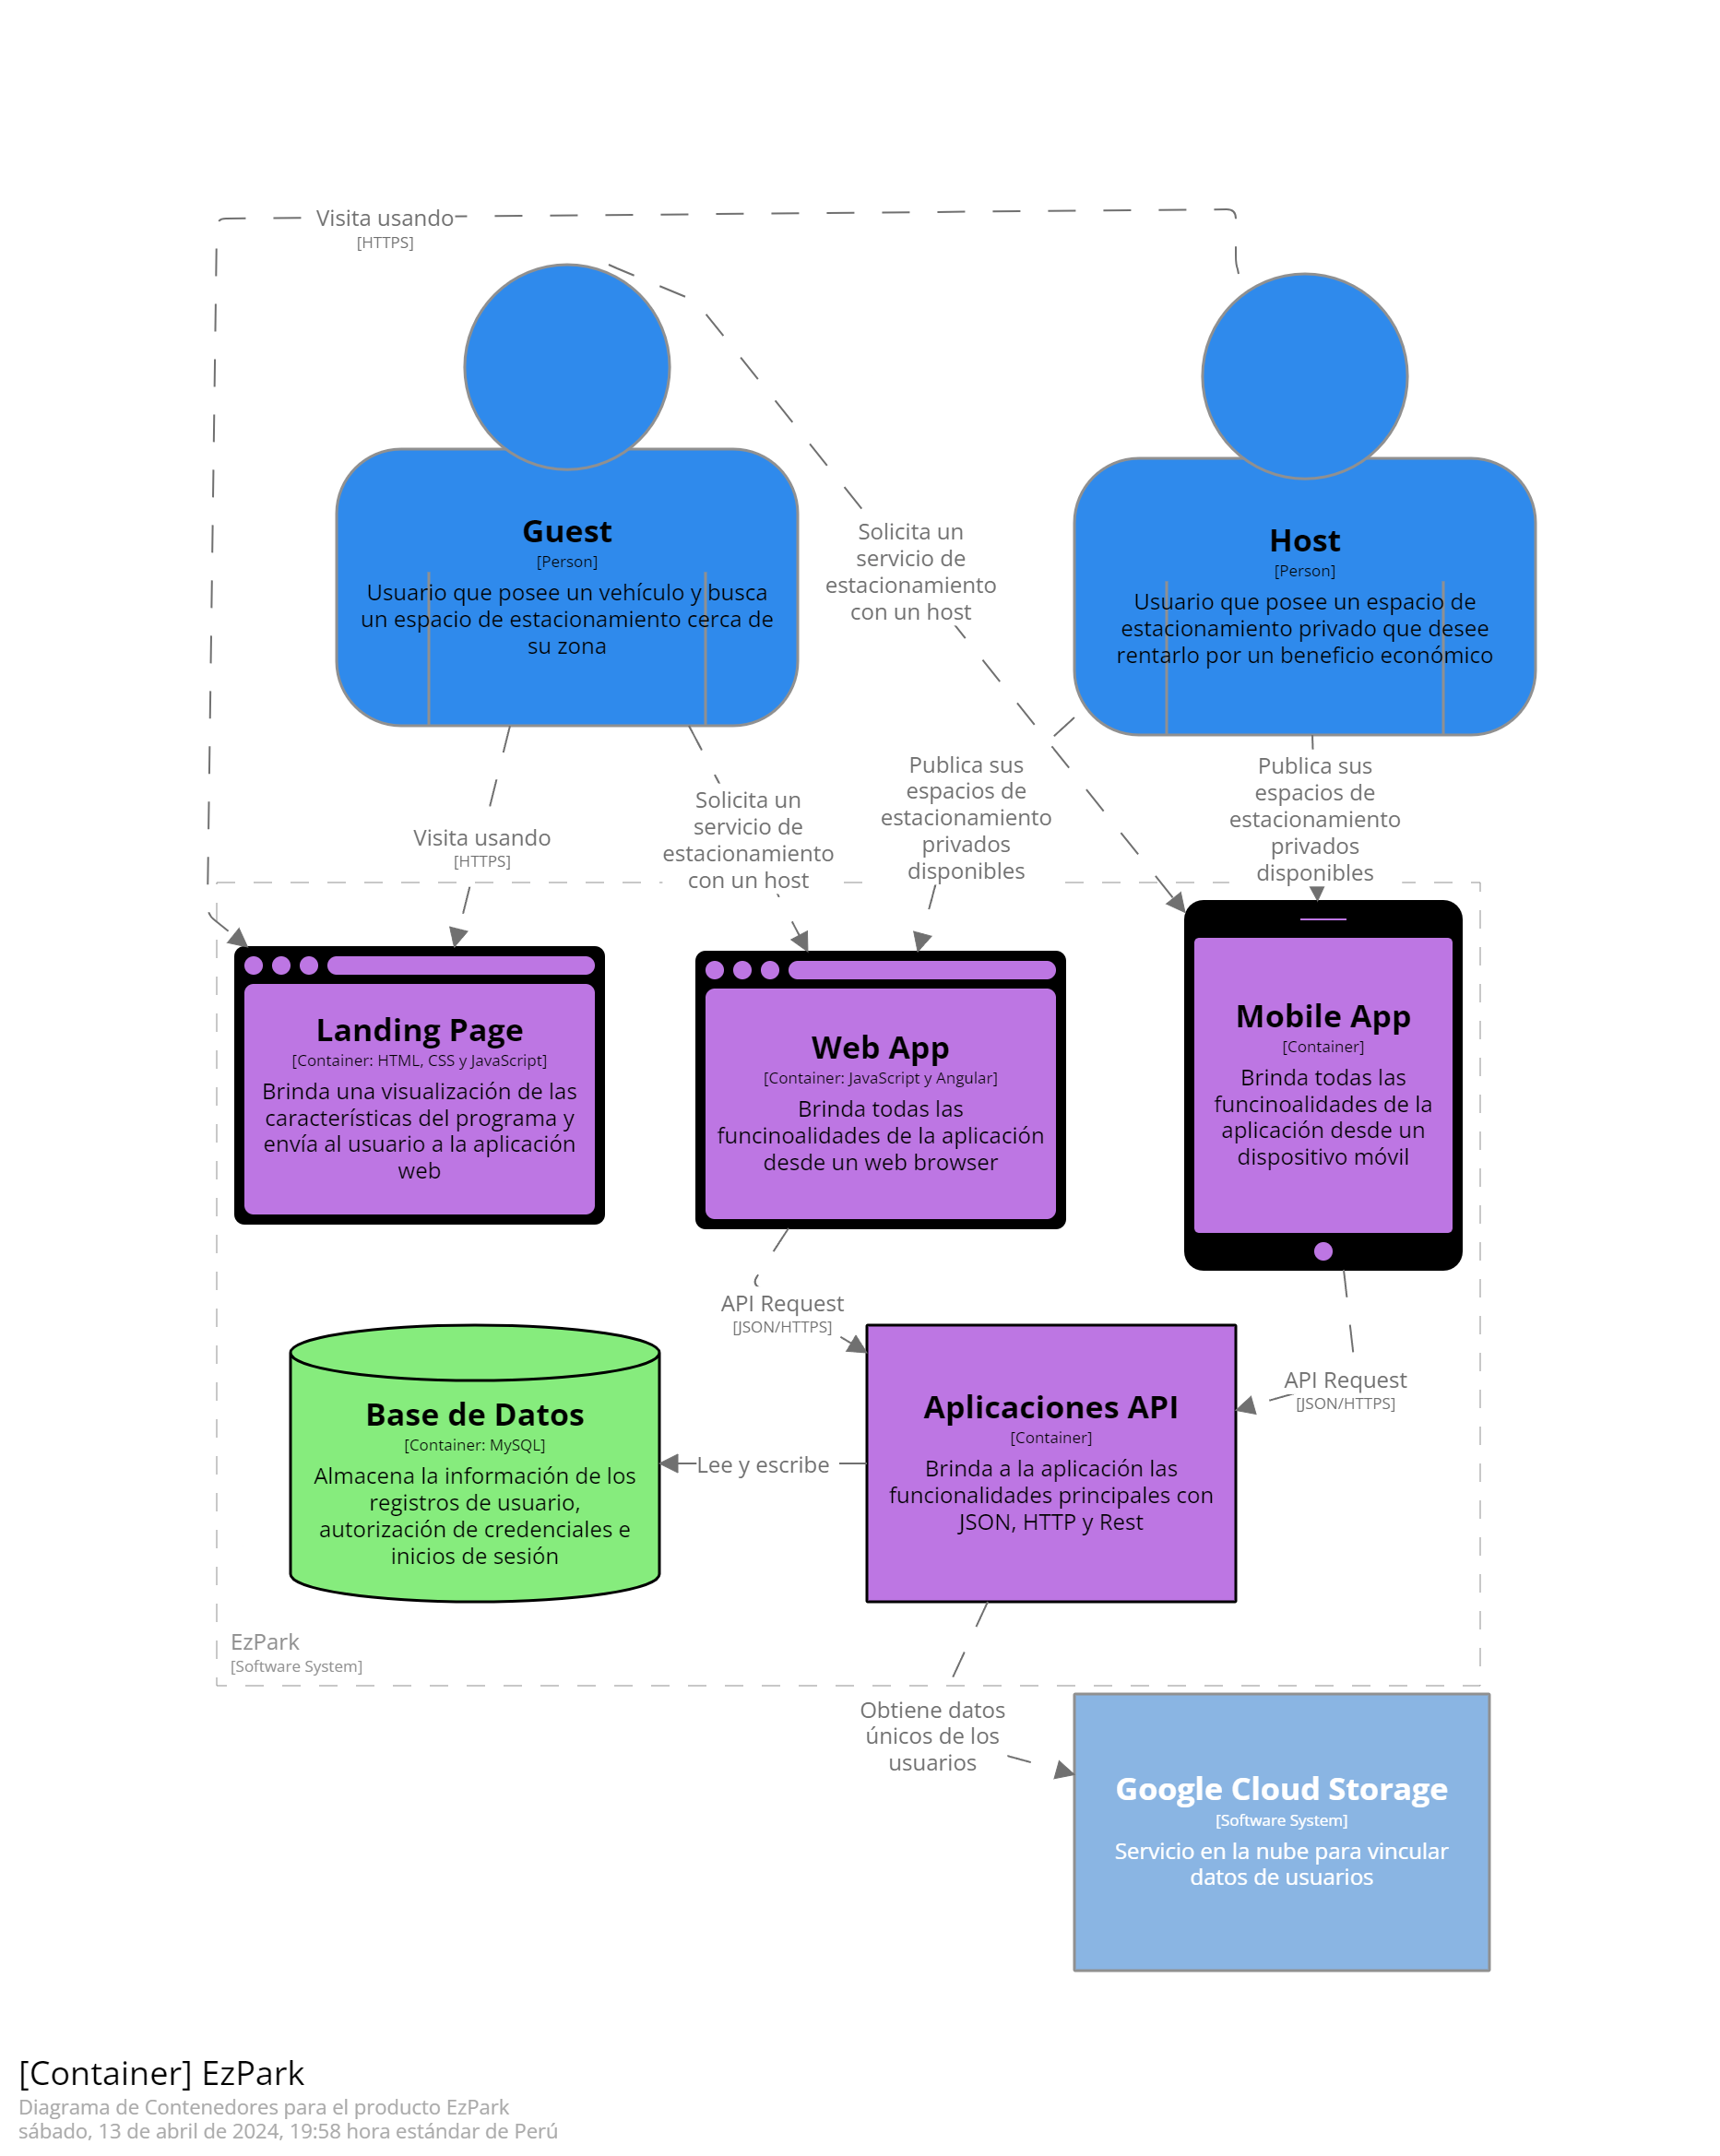 Visita usando
[HTTPS]
Guest
[Person]
Usuario que posee un vehículo y busca
un espacio de estacionamiento cerca de
su zona
Solicita un
servicio de
estacionamiento
con un host
Host
[Person]
Usuario que posee un espacio de
estacionamiento privado que desee
rentarlo por un beneficio económico
Visita usando
[HTTPS]
Solicita un
servicio de
estacionamiento
con un host
Publica sus
espacios de
estacionamiento
privados
disponibles
Publica sus
espacios de
estacionamiento
privados
disponibles
Landing Page
[Container: HTML, CSS y JavaScript]
Brinda una visualización de las
características del programa y
envía al usuario a la aplicación
web
Web App
[Container: JavaScript y Angular]
Brinda todas las
funcinoalidades de la aplicación
desde un web browser
Mobile App
[Container]
Brinda todas las
funcinoalidades de la
aplicación desde un
dispositivo móvil
API Request
[JSON/HTTPS]
API Request
[JSON/HTTPS]
Base de Datos
[Container: MySQL]
Almacena la información de los
registros de usuario,
autorización de credenciales e
inicios de sesión
Lee y escribe
Aplicaciones API
[Container]
Brinda a la aplicación las
funcionalidades principales con
JSON, HTTP y Rest
EzPark
[Software System]
Obtiene datos
únicos de los
usuarios
Google Cloud Storage
[Software System]
Servicio en la nube para vincular
datos de usuarios
[Container] EzPark
Diagrama de Contenedores para el producto EzPark
sábado, 13 de abril de 2024, 19:58 hora estándar de Perú